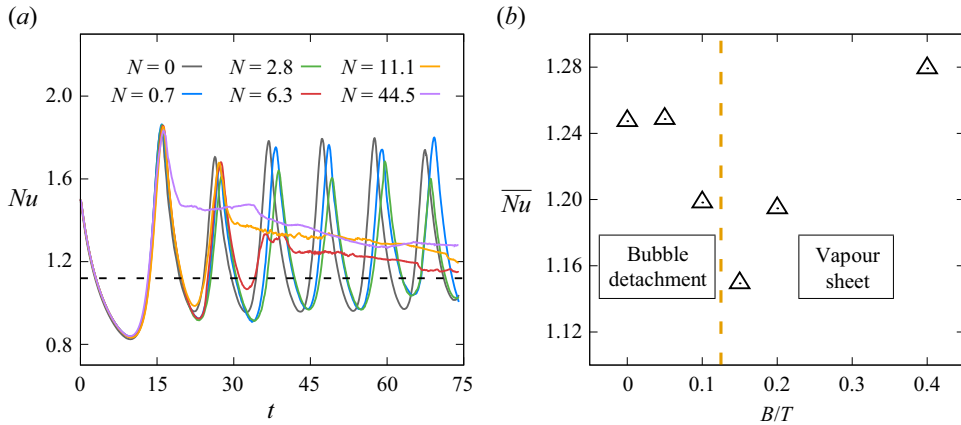 (a)
N = 0
N = 2.8
N = 11.1
N = 0.7
N = 6.3
N = 44.5
Nu
2.0
1.6
1.2
0.8
0
15
30
45
60
75
t
(b)
Nu
1.28
1.24
1.20
1.16
1.12
Bubble
detachment
Vapour
sheet
0
0.1
0.2
0.3
0.4
B/T